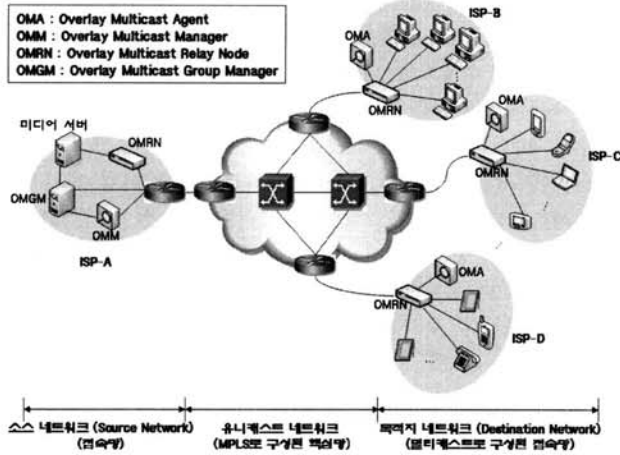 OMA : Overlay Multicast Agent
OMM : Overlay Multicast Manager
OMRN : Overlay Multicast Relay Node
OMGM : Overlay Multicast Group Manager
ISP-B
OMA
OMRN
미디어 서버
OMRN
OMGM
OMM
ISP-A
OMA
OMRN
ISP-C
OMA
OMRN
ISP-D
소스 네트워크 (Source Network)
(접속망)
유니캐스트 네트워크
(MPLS로 구성된 핵심망)
목적지 네트워크 (Destination Network)
(멀티캐스트로 구성된 접속망)